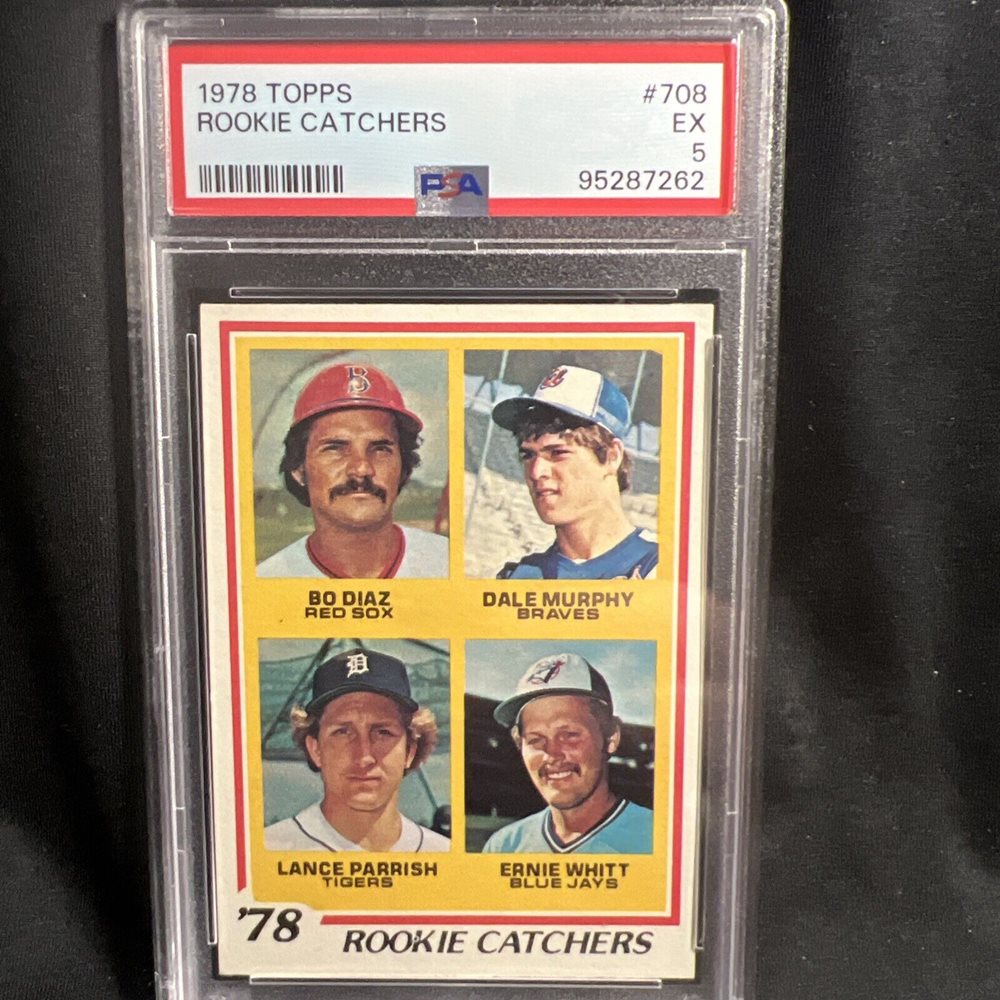 1978 TOPPS #708
ROOKIE CATCHERS EX
5
PSA 95287262
B
BO DIAZ DALE MURPHY
RED SOX BRAVES
D
LANCE PARRISH ERNIE WHITT
TIGERS BLUE JAYS
'78 ROOKIE CATCHERS